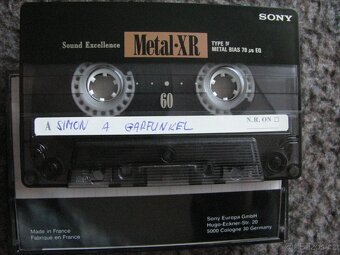 SONY
Sound Excellence Metal-XR TYPE IV
METAL BIAS 70 µs EQ
60
A SIMON A GARFUNKEL N.R. ON □
Made in France
Fabriqué en France
Sony Europa GmbH
Hugo-Eckner-Str. 20
5000 Cologne 30 Germany